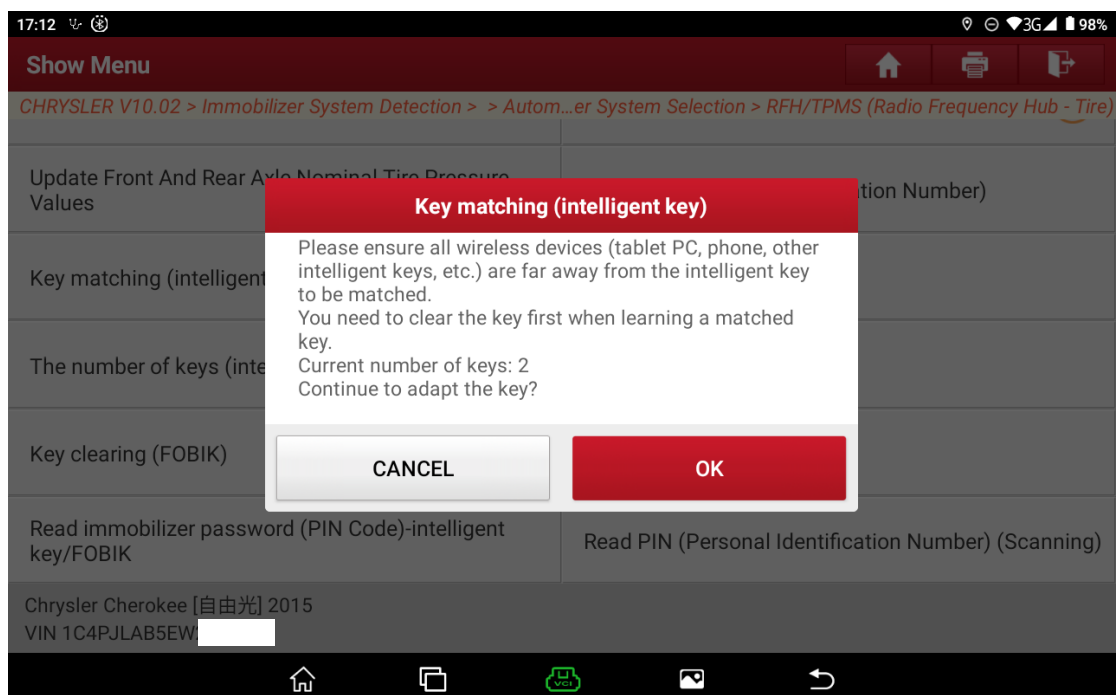 17:12
3G 98%
Show Menu
CHRYSLER V10.02 > Immobilizer System Detection > > Autom...er System Selection > RFH/TPMS (Radio Frequency Hub - Tire)
Update Front And Rear Axle Nominal Tire Pressure
Values
tion Number)
Key matching (intelligent key)
Please ensure all wireless devices (tablet PC, phone, other
intelligent keys, etc.) are far away from the intelligent key
to be matched.
You need to clear the key first when learning a matched
key.
Current number of keys: 2
Continue to adapt the key?
CANCEL
OK
Key matching (intelligent
The number of keys (inte
Key clearing (FOBIK)
Read immobilizer password (PIN Code)-intelligent
key/FOBIK
Read PIN (Personal Identification Number) (Scanning)
Chrysler Cherokee [自由光] 2015
VIN 1C4PJLAB5EW
VCI